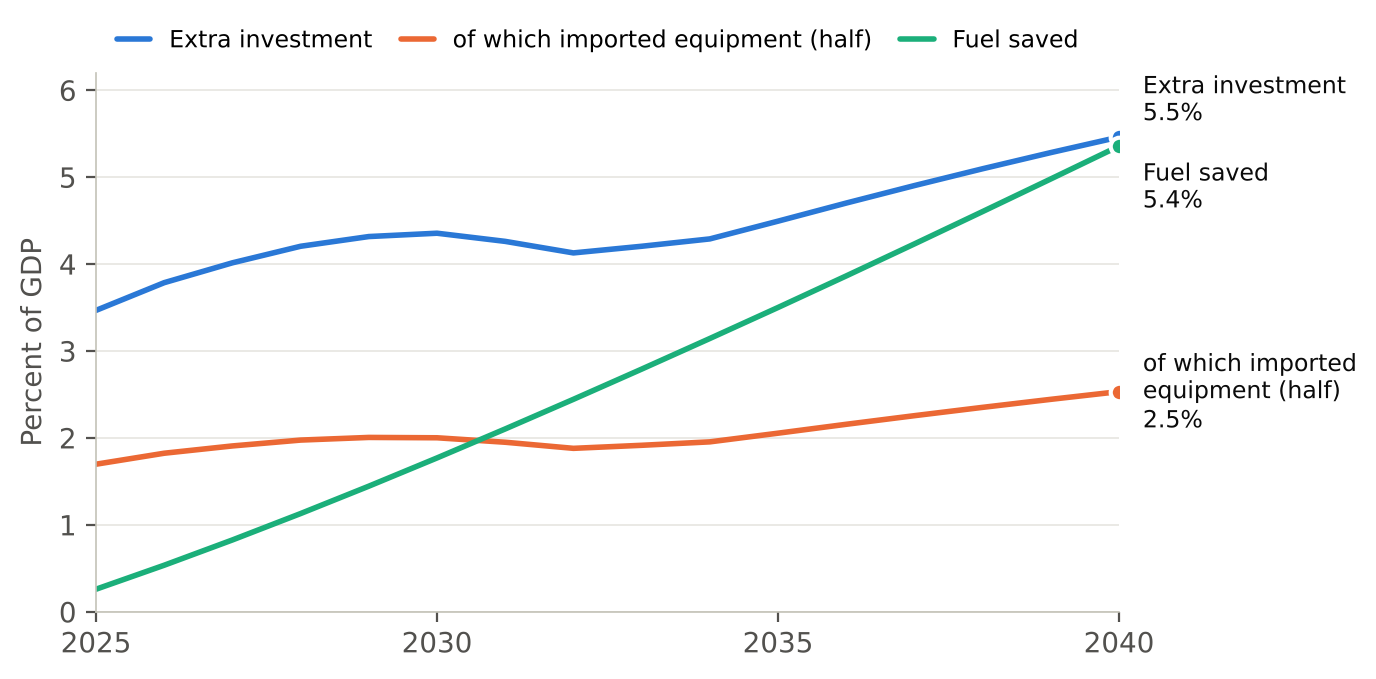 Extra investment of which imported equipment (half) Fuel saved
Percent of GDP
6
5
4
3
2
1
0
2025 2030 2035 2040
Extra investment
5.5%
Fuel saved
5.4%
of which imported
equipment (half)
2.5%